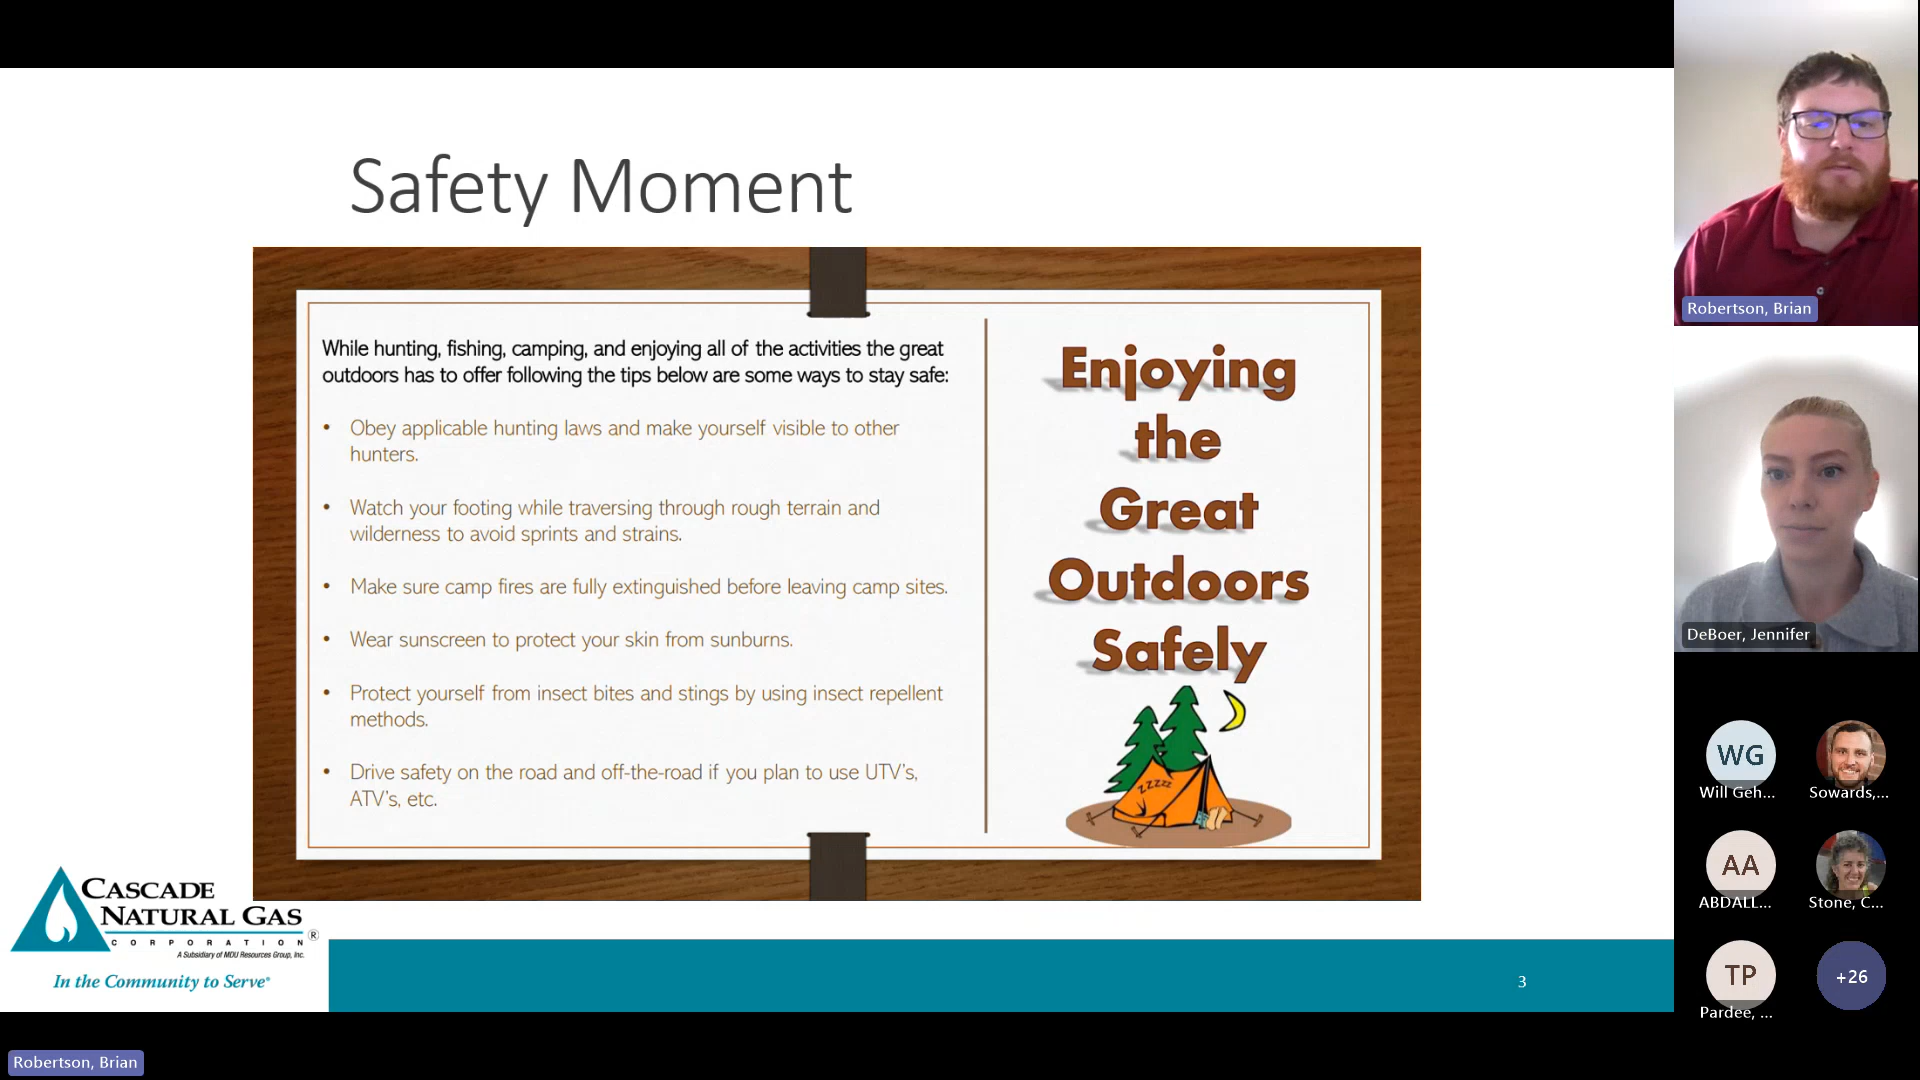 Safety Moment
While hunting, fishing, camping, and enjoying all of the activities the great
outdoors has to offer following the tips below are some ways to stay safe:
• Obey applicable hunting laws and make yourself visible to other
hunters.
• Watch your footing while traversing through rough terrain and
wilderness to avoid sprints and strains.
• Make sure camp fires are fully extinguished before leaving camp sites.
• Wear sunscreen to protect your skin from sunburns.
• Protect yourself from insect bites and stings by using insect repellent
methods.
• Drive safety on the road and off-the-road if you plan to use UTV's,
ATV's, etc.
Enjoying
the
Great
Outdoors
Safely
zzzz
CASCADE
NATURAL GAS
CORPORATION ®
A Subsidiary of MDU Resources Group, Inc.
In the Community to Serve®
3
Robertson, Brian
DeBoer, Jennifer
WG
Will Geh...
Sowards,...
AA
ABDALL...
Stone, C...
TP
Pardee, ...
+26
Robertson, Brian